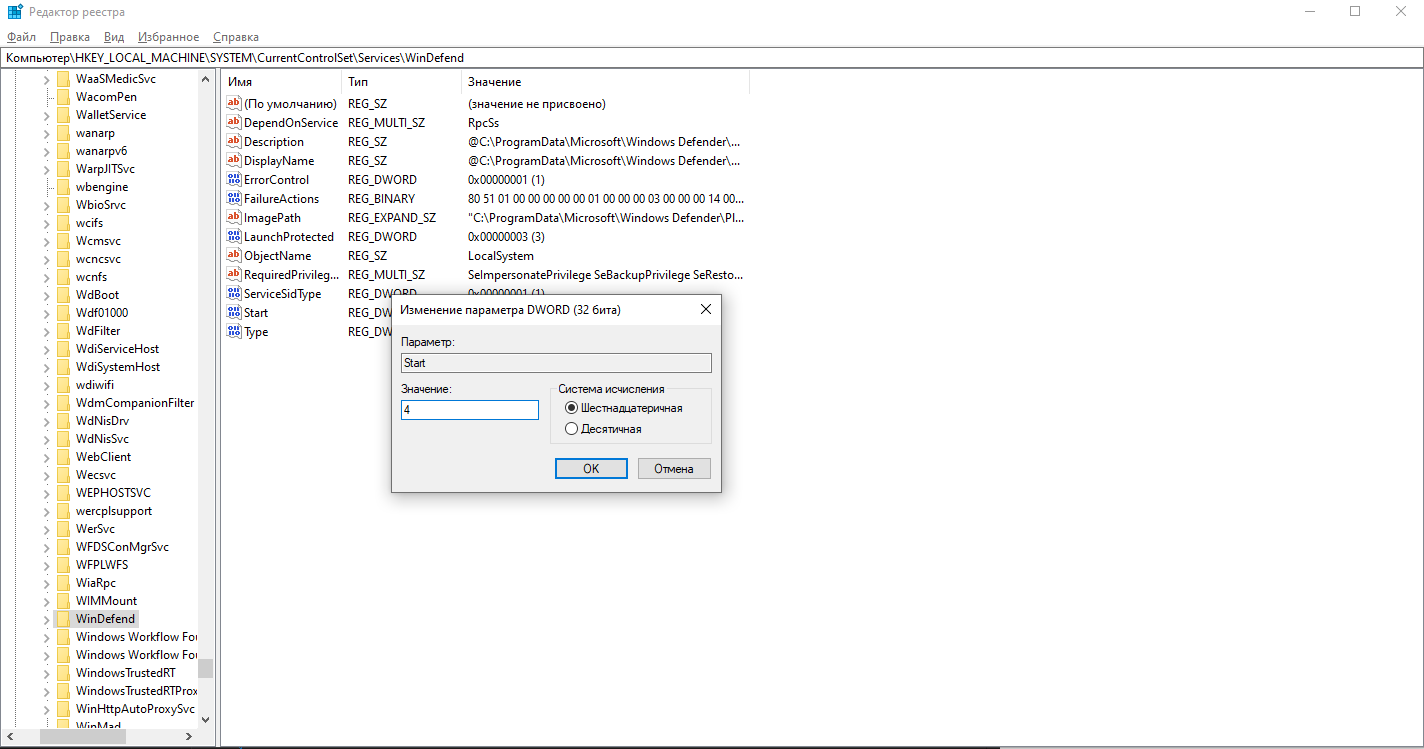 Редактор реестра
Файл Правка Вид Избранное Справка
Компьютер\HKEY_LOCAL_MACHINE\SYSTEM\CurrentControlSet\Services\WinDefend
WaaSMedicSvc
WacomPen
WalletService
wanarp
wanarpv6
WarpJITSvc
wbengine
WbioSrvc
wcifs
Wcmsvc
wcncsvc
wcnfs
WdBoot
Wdf01000
WdFilter
WdiServiceHost
WdiSystemHost
wdiwifi
WdmCompanionFilter
WdNisDrv
WdNisSvc
WebClient
Wecsvc
WEPHOSTSVC
wercplsupport
WerSvc
WFDSConMgrSvc
WFPLWFS
WiaRpc
WIMMount
WinDefend
Windows Workflow Fou
Windows Workflow Fou
WindowsTrustedRT
WindowsTrustedRTProx
WinHttpAutoProxySvc
WinMad
Имя Тип Значение
(По умолчанию) REG_SZ (значение не присвоено)
DependOnService REG_MULTI_SZ RpcSs
Description REG_SZ @C:\ProgramData\Microsoft\Windows Defender\...
DisplayName REG_SZ @C:\ProgramData\Microsoft\Windows Defender\...
ErrorControl REG_DWORD 0x00000001 (1)
FailureActions REG_BINARY 80 51 01 00 00 00 00 00 01 00 00 00 03 00 00 00 14 00...
ImagePath REG_EXPAND_SZ "C:\ProgramData\Microsoft\Windows Defender\Pl...
LaunchProtected REG_DWORD 0x00000003 (3)
ObjectName REG_SZ LocalSystem
RequiredPrivileg... REG_MULTI_SZ SeImpersonatePrivilege SeBackupPrivilege SeResto...
ServiceSidType REG_DWORD 0x00000001 (1)
Start REG_DW
Type REG_DW
Изменение параметра DWORD (32 бита)
Параметр:
Start
Значение:
4
Система исчисления
Шестнадцатеричная
Десятичная
OK Отмена